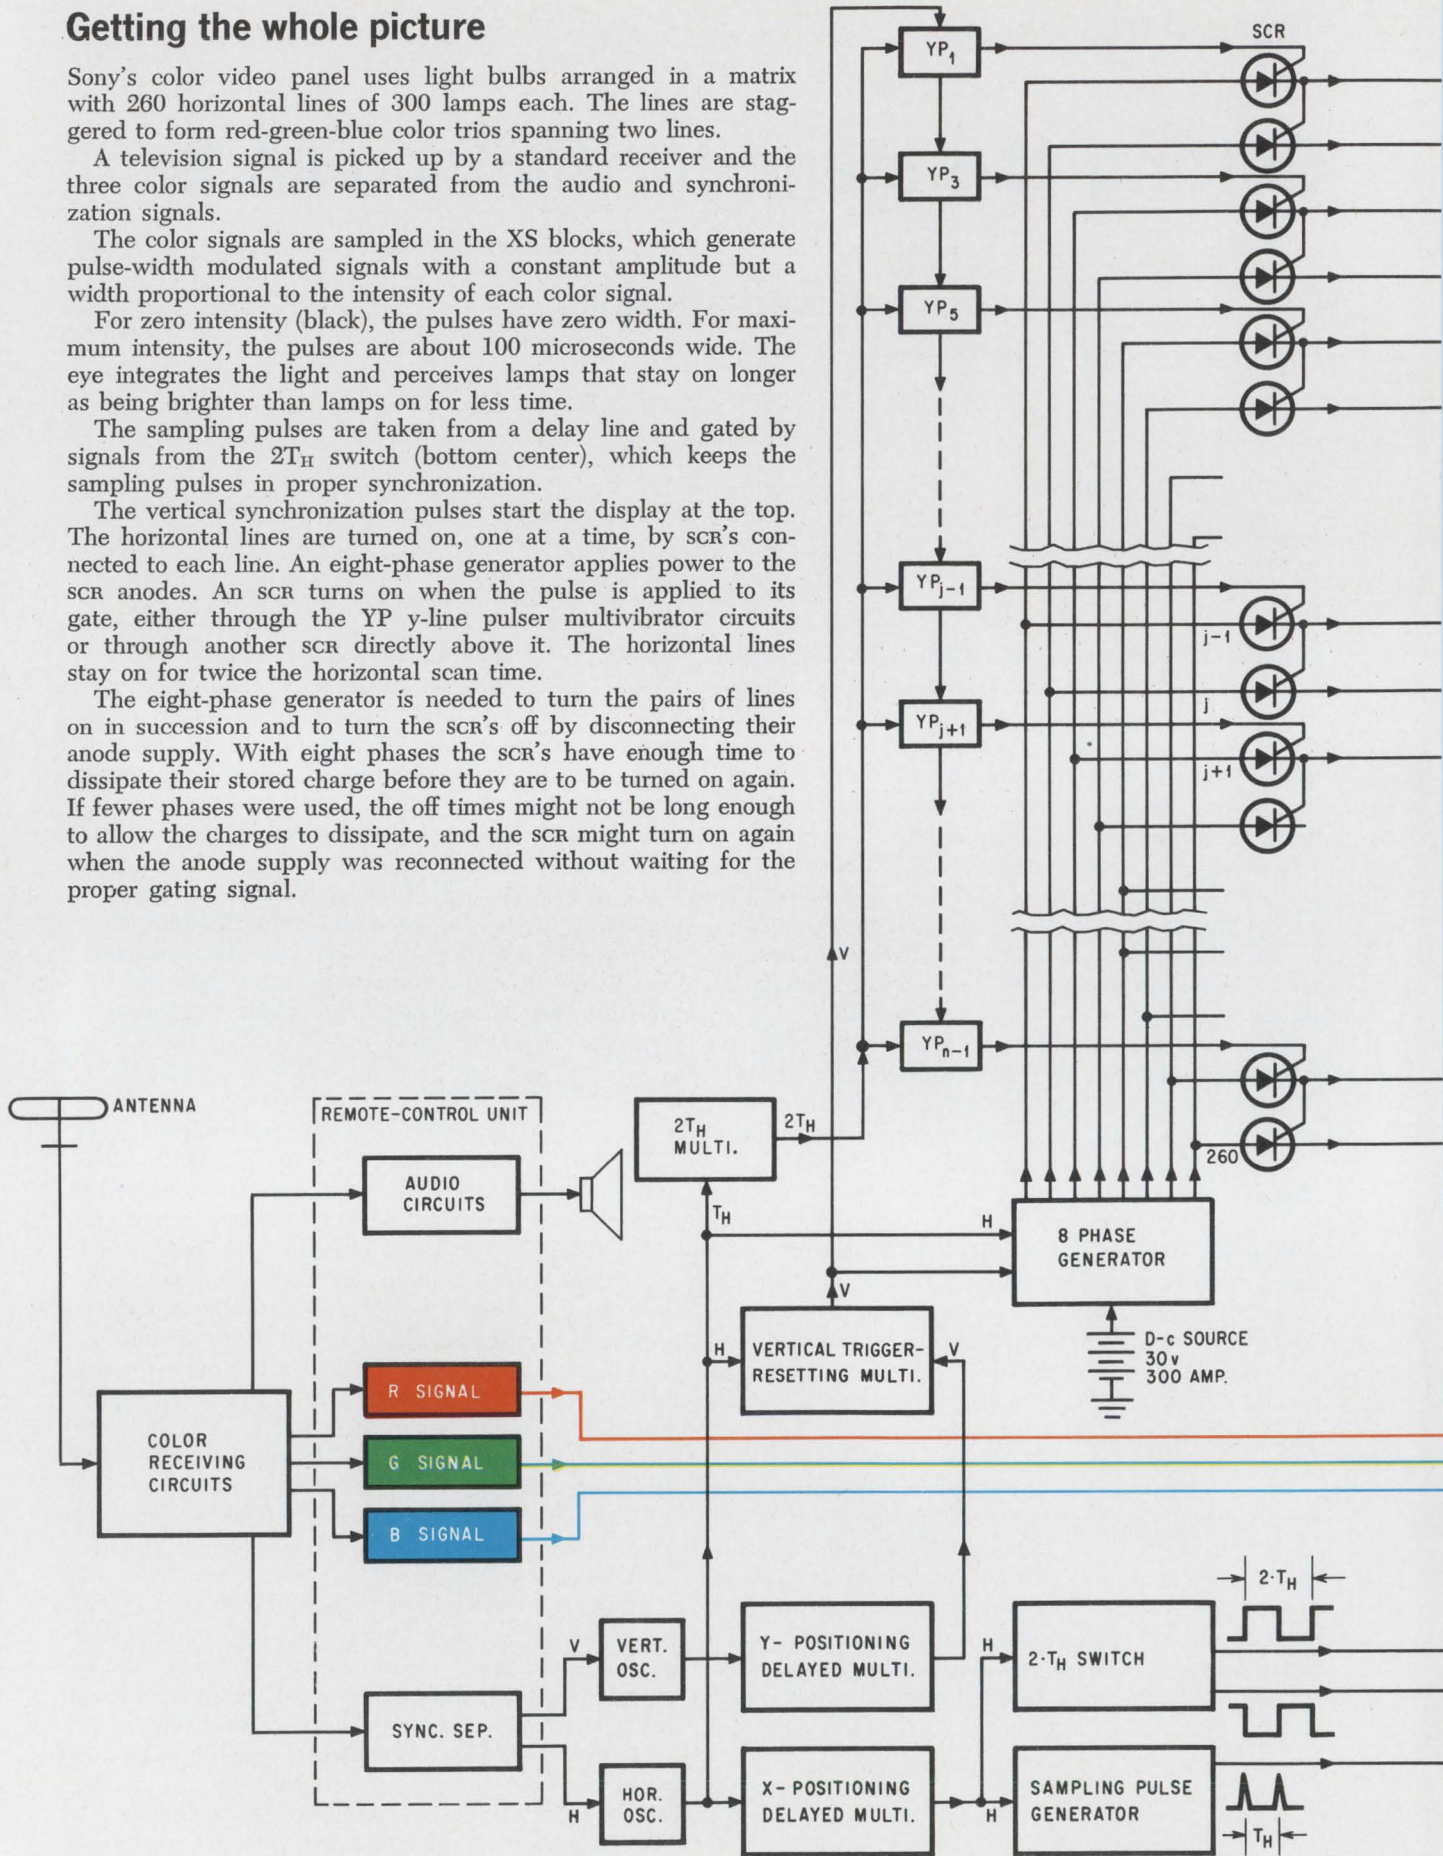 Getting the whole picture
Sony's color video panel uses light bulbs arranged in a matrix
with 260 horizontal lines of 300 lamps each. The lines are stag-
gered to form red-green-blue color trios spanning two lines.
A television signal is picked up by a standard receiver and the
three color signals are separated from the audio and synchroni-
zation signals.
The color signals are sampled in the XS blocks, which generate
pulse-width modulated signals with a constant amplitude but a
width proportional to the intensity of each color signal.
For zero intensity (black), the pulses have zero width. For maxi-
mum intensity, the pulses are about 100 microseconds wide. The
eye integrates the light and perceives lamps that stay on longer
as being brighter than lamps on for less time.
The sampling pulses are taken from a delay line and gated by
signals from the 2TH switch (bottom center), which keeps the
sampling pulses in proper synchronization.
The vertical synchronization pulses start the display at the top.
The horizontal lines are turned on, one at a time, by SCR's con-
nected to each line. An eight-phase generator applies power to the
SCR anodes. An SCR turns on when the pulse is applied to its
gate, either through the YP y-line pulser multivibrator circuits
or through another SCR directly above it. The horizontal lines
stay on for twice the horizontal scan time.
The eight-phase generator is needed to turn the pairs of lines
on in succession and to turn the SCR's off by disconnecting their
anode supply. With eight phases the SCR's have enough time to
dissipate their stored charge before they are to be turned on again.
If fewer phases were used, the off times might not be long enough
to allow the charges to dissipate, and the SCR might turn on again
when the anode supply was reconnected without waiting for the
proper gating signal.
SCR
YP1
YP3
YP5
YPj-1
j-1
j
YPj+1
j+1
V
YPn-1
260
ANTENNA
REMOTE-CONTROL UNIT
AUDIO
CIRCUITS
2TH
MULTI.
2TH
TH
H
8 PHASE
GENERATOR
V
H
VERTICAL TRIGGER-
RESETTING MULTI.
V
D-c SOURCE
30v
300 AMP.
COLOR
RECEIVING
CIRCUITS
R SIGNAL
G SIGNAL
B SIGNAL
SYNC. SEP.
V
VERT.
OSC.
Y- POSITIONING
DELAYED MULTI.
H
2·TH SWITCH
2·TH
H
HOR.
OSC.
X- POSITIONING
DELAYED MULTI.
H
SAMPLING PULSE
GENERATOR
TH